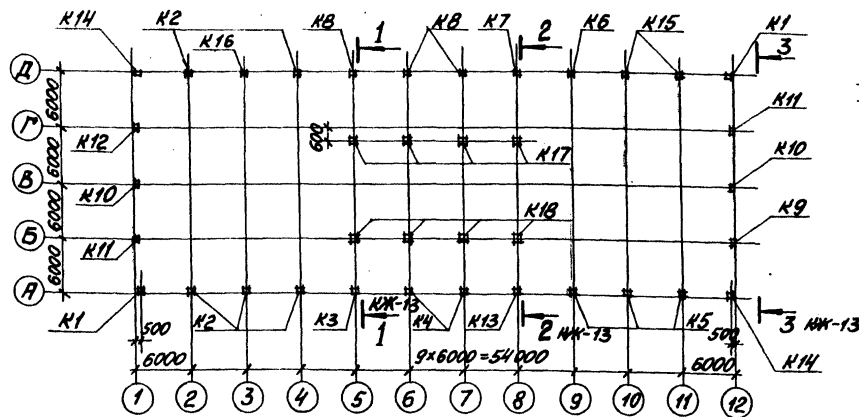 К14 К2 К16 К8 1 К8 К7 2 К6 К15 К1 3
Д
6000
Г К12 600 К17 К11
6000
В К10 К10
6000
Б К11 К18 К9
6000
А
К1 К2 К3 КЖ-13 К4 К13 КЖ-13 К5 3 КЖ-13
500 1 2 500 К14
6000 9х6000=54000 6000
1 2 3 4 5 6 7 8 9 10 11 12